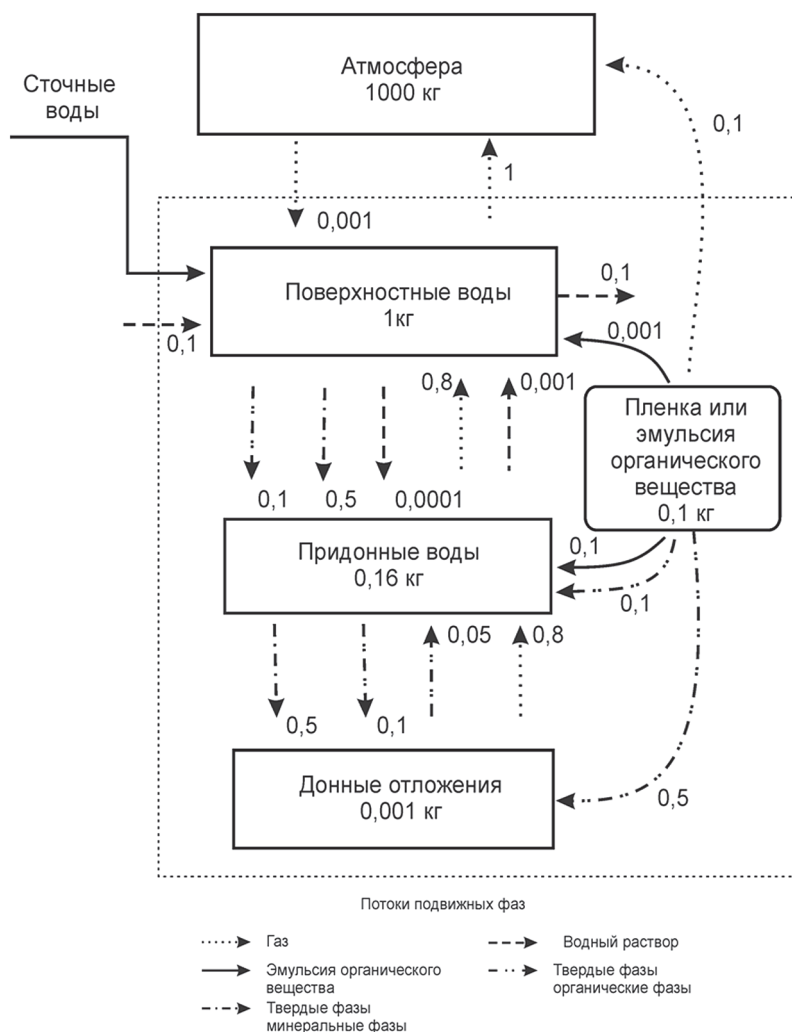 Атмосфера
1000 кг
Сточные
воды
0,1
1
0,001
Поверхностные воды
1кг
0,1
0,1
0,001
0,8
0,001
Пленка или
эмульсия
органического
вещества
0,1 кг
0,1
0,5
0,0001
Придонные воды
0,16 кг
0,1
0,1
0,05
0,8
0,5
0,1
Донные отложения
0,001 кг
0,5
Потоки подвижных фаз
Газ
Водный раствор
Эмульсия органического
вещества
Твердые фазы
органические фазы
Твердые фазы
минеральные фазы